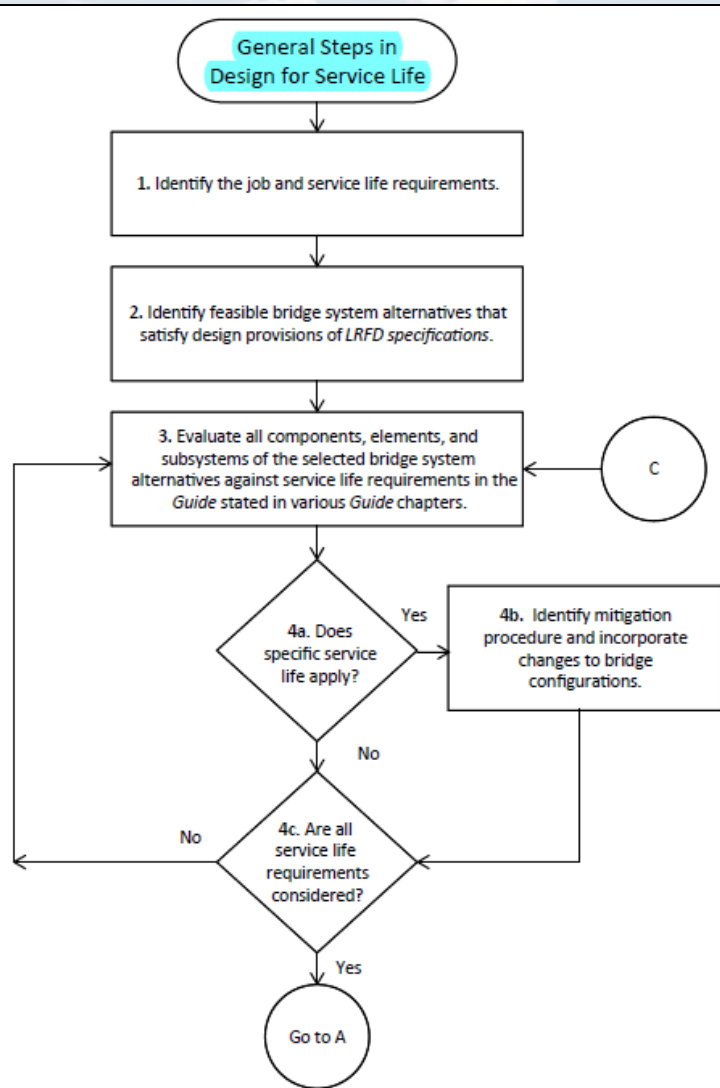 General Steps in
Design for Service Life
1. Identify the job and service life requirements.
2. Identify feasible bridge system alternatives that
satisfy design provisions of LRFD specifications.
3. Evaluate all components, elements, and
subsystems of the selected bridge system
alternatives against service life requirements in the
Guide stated in various Guide chapters.
C
4a. Does
specific service
life apply?
Yes
4b. Identify mitigation
procedure and incorporate
changes to bridge
configurations.
No
4c. Are all
service life
requirements
considered?
No
Yes
Go to A